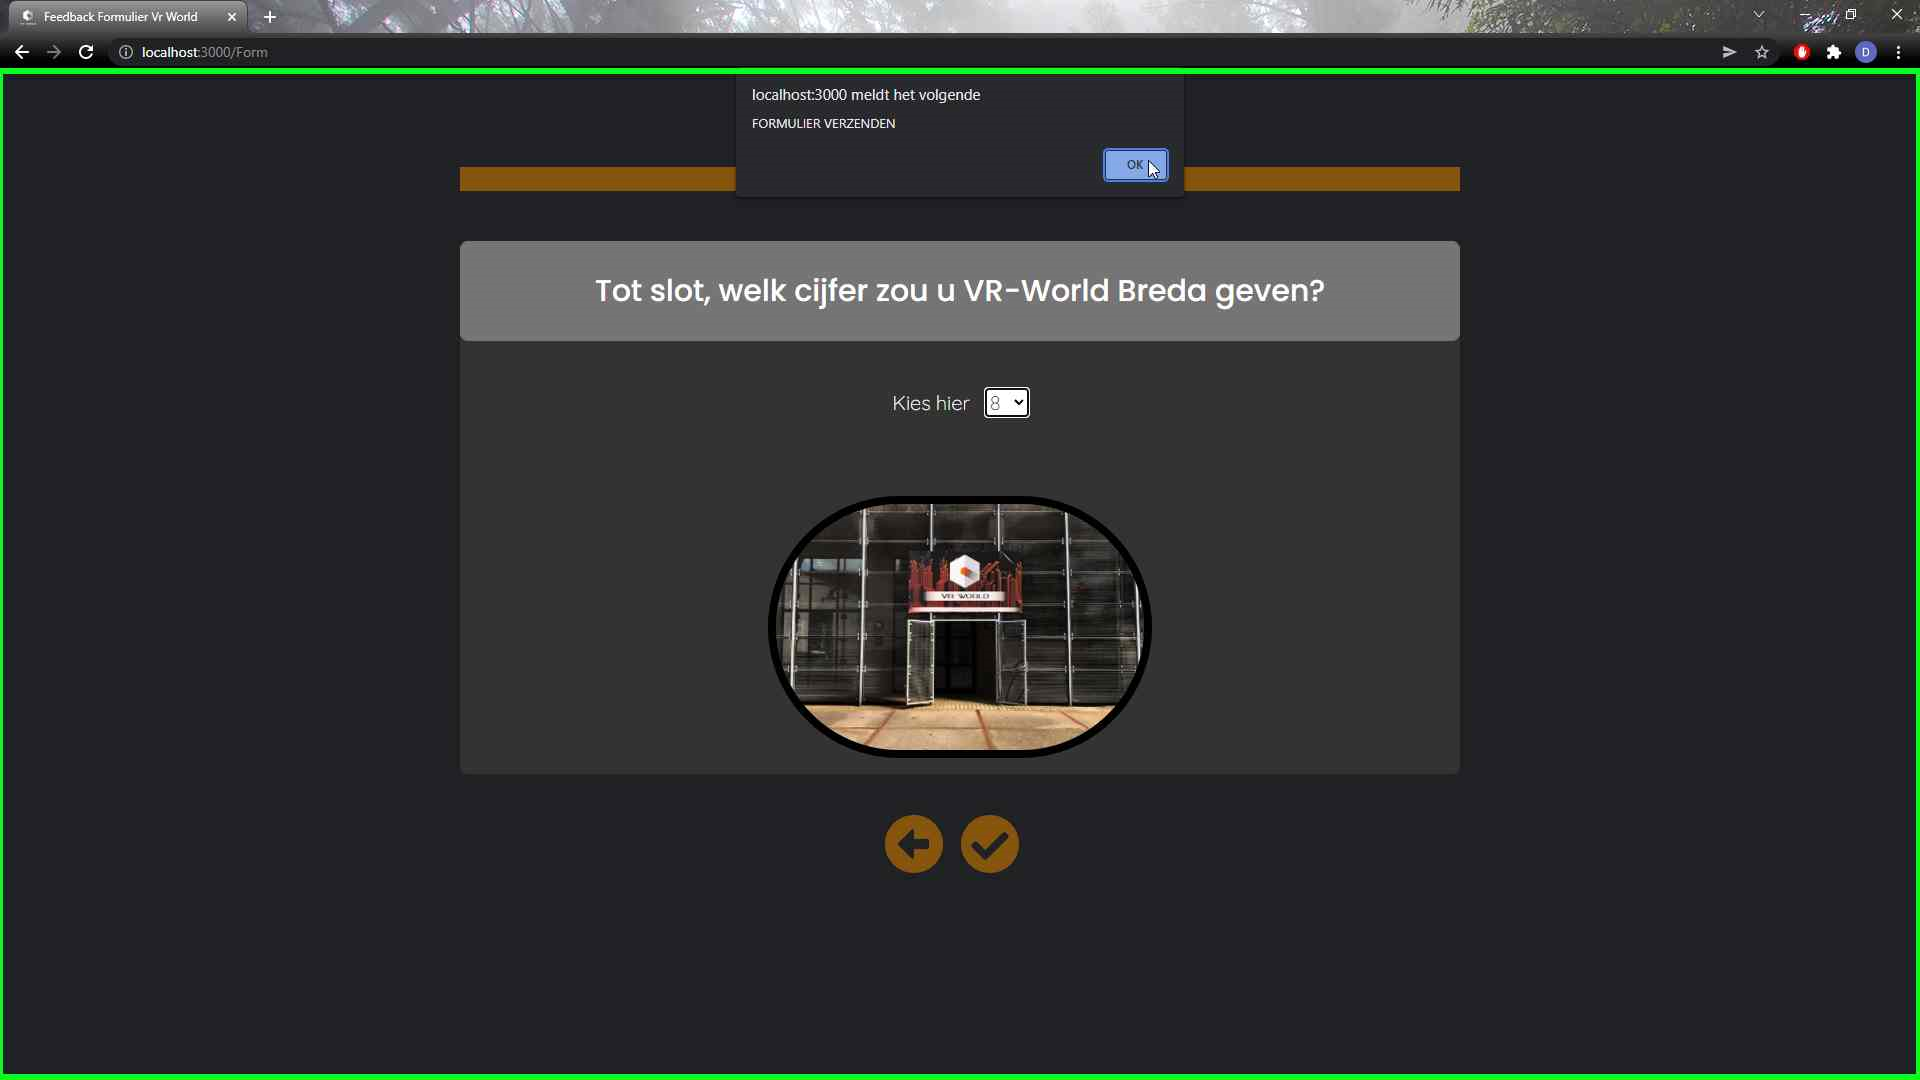 Feedback Formulier Vr World
localhost:3000/Form
D
localhost:3000 meldt het volgende
FORMULIER VERZENDEN
OK
Tot slot, welk cijfer zou u VR-World Breda geven?
Kies hier 8
VR WORLD